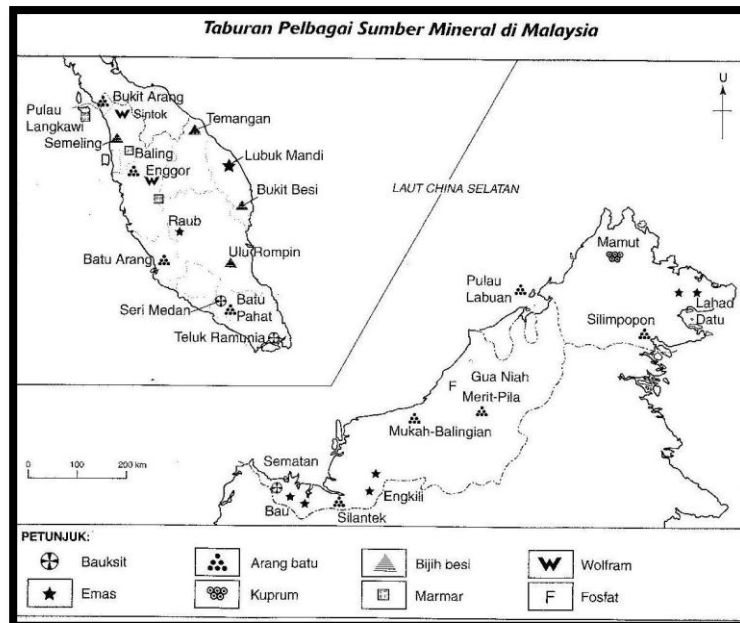 Taburan Pelbagai Sumber Mineral di Malaysia
U
Bukit Arang
Sintok
Pulau
Langkawi
Temangan
Semeling
Baling
Lubuk Mandi
Enggor
Bukit Besi
LAUT CHINA SELATAN
Raub
Mamut
Batu Arang
Ulu Rompin
Pulau
Labuan
Lahad
Datu
Seri Medan
Batu
Pahat
Silimpopon
Teluk Ramunia
Gua Niah
F
Merit-Pila
Mukah-Balingian
0 100 200 km
Sematan
Engkili
Bau
Silantek
PETUNJUK:
Bauksit
Arang batu
Bijih besi
W Wolfram
Emas
Kuprum
Marmar
F Fosfat